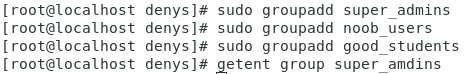 [root@localhost denys]# sudo groupadd super_admins
[root@localhost denys]# sudo groupadd noob_users
[root@localhost denys]# sudo groupadd good_students
[root@localhost denys]# getent group super_amdins